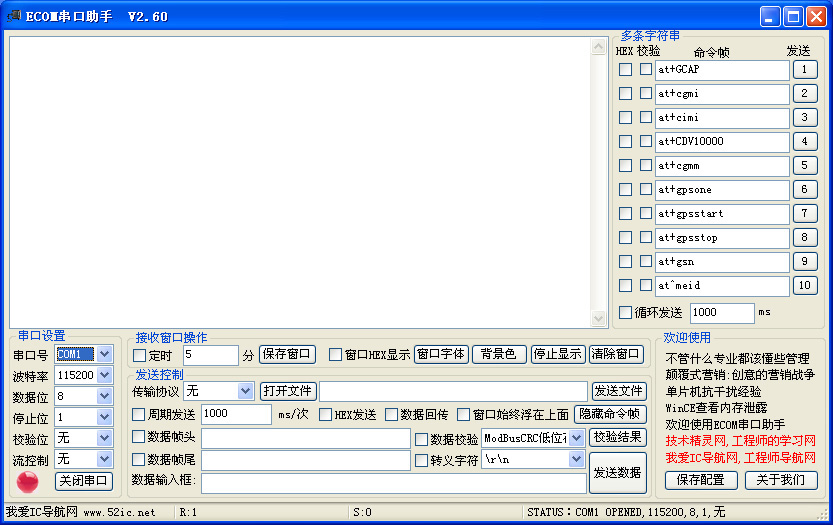 ECOM串口助手  V2.60
多条字符串
HEX 校验 命令帧 发送
at+GCAP 1
at+cgmi 2
at+cimi 3
at+CDV10000 4
at+cgmm 5
at+gpsone 6
at+gpsstart 7
at+gpsstop 8
at+gsn 9
at^meid 10
循环发送 1000 ms
串口设置
串口号 COM1
波特率 115200
数据位 8
停止位 1
校验位 无
流控制 无
关闭串口
接收窗口操作
定时 5 分 保存窗口 窗口HEX显示 窗口字体 背景色 停止显示 清除窗口
发送控制
传输协议 无 打开文件 发送文件
周期发送 1000 ms/次 HEX发送 数据回传 窗口始终浮在上面 隐藏命令帧
数据帧头 数据校验 ModBusCRC低位 校验结果
数据帧尾 转义字符 \r\n
数据输入框: 发送数据
欢迎使用
不管什么专业都该懂些管理
颠覆式营销:创意的营销战争
单片机抗干扰经验
WinCE查看内存泄露
欢迎使用ECOM串口助手
技术精灵网,工程师的学习网
我爱IC导航网,工程师导航网
保存配置 关于我们
我爱IC导航网 www.52ic.net R:1 S:0 STATUS：COM1 OPENED,115200,8,1,无